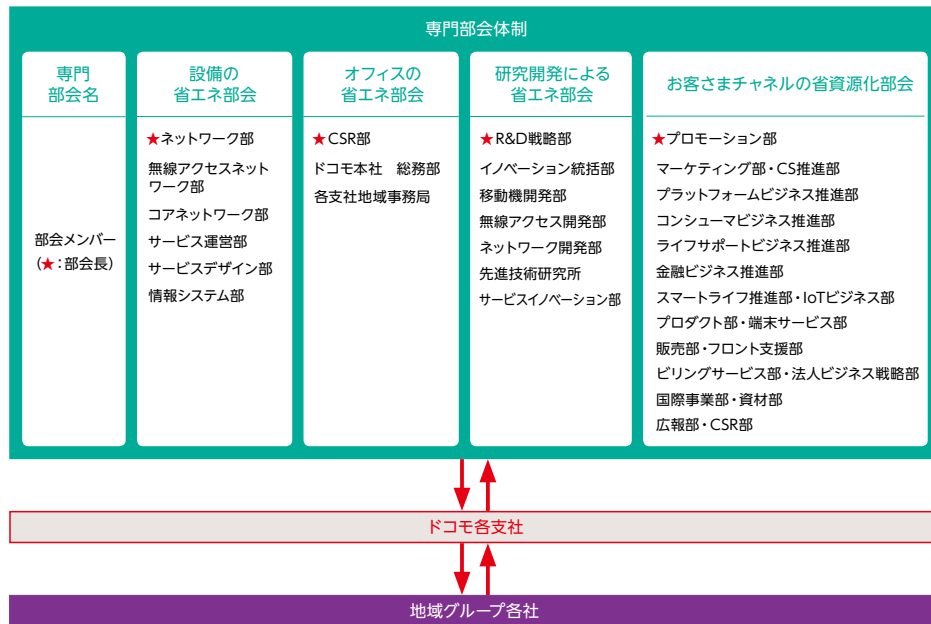 専門部会体制
専門
部会名
部会メンバー
(★：部会長)
設備の
省エネ部会
★ネットワーク部
無線アクセスネット
ワーク部
コアネットワーク部
サービス運営部
サービスデザイン部
情報システム部
オフィスの
省エネ部会
★CSR部
ドコモ本社　総務部
各支社地域事務局
研究開発による
省エネ部会
★R&D戦略部
イノベーション統括部
移動機開発部
無線アクセス開発部
ネットワーク開発部
先進技術研究所
サービスイノベーション部
お客さまチャネルの省資源化部会
★プロモーション部
マーケティング部・CS推進部
プラットフォームビジネス推進部
コンシューマビジネス推進部
ライフサポートビジネス推進部
金融ビジネス推進部
スマートライフ推進部・IoTビジネス部
プロダクト部・端末サービス部
販売部・フロント支援部
ビリングサービス部・法人ビジネス戦略部
国際事業部・資材部
広報部・CSR部
ドコモ各支社
地域グループ各社